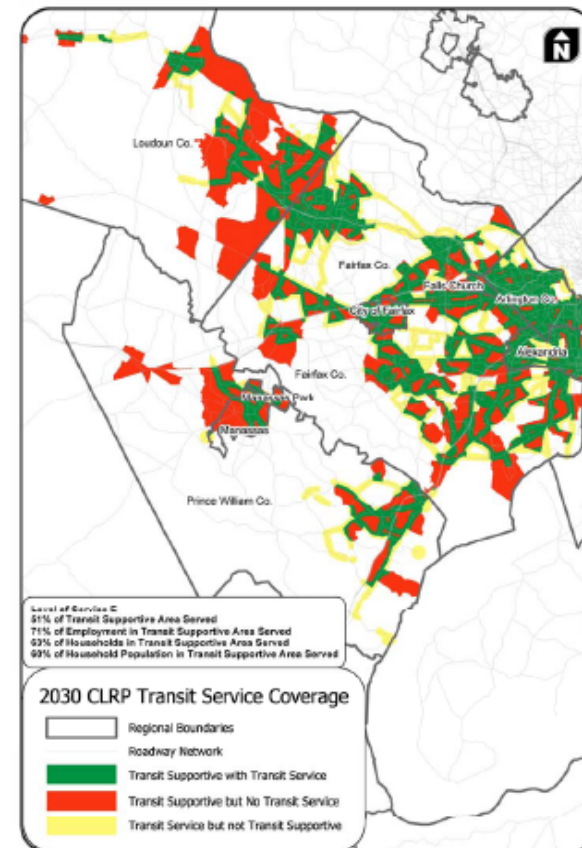 N
Loudoun Co.
Fairfax Co.
Falls Church
Arlington Co.
City of Fairfax
Alexandria
Fairfax Co.
Manassas Park
Manassas
Prince William Co.
Level of Service E
51% of Transit Supportive Area Served
71% of Employment in Transit Supportive Area Served
63% of Households in Transit Supportive Area Served
60% of Household Population in Transit Supportive Area Served
2030 CLRP Transit Service Coverage
Regional Boundaries
Roadway Network
Transit Supportive with Transit Service
Transit Supportive but No Transit Service
Transit Service but not Transit Supportive